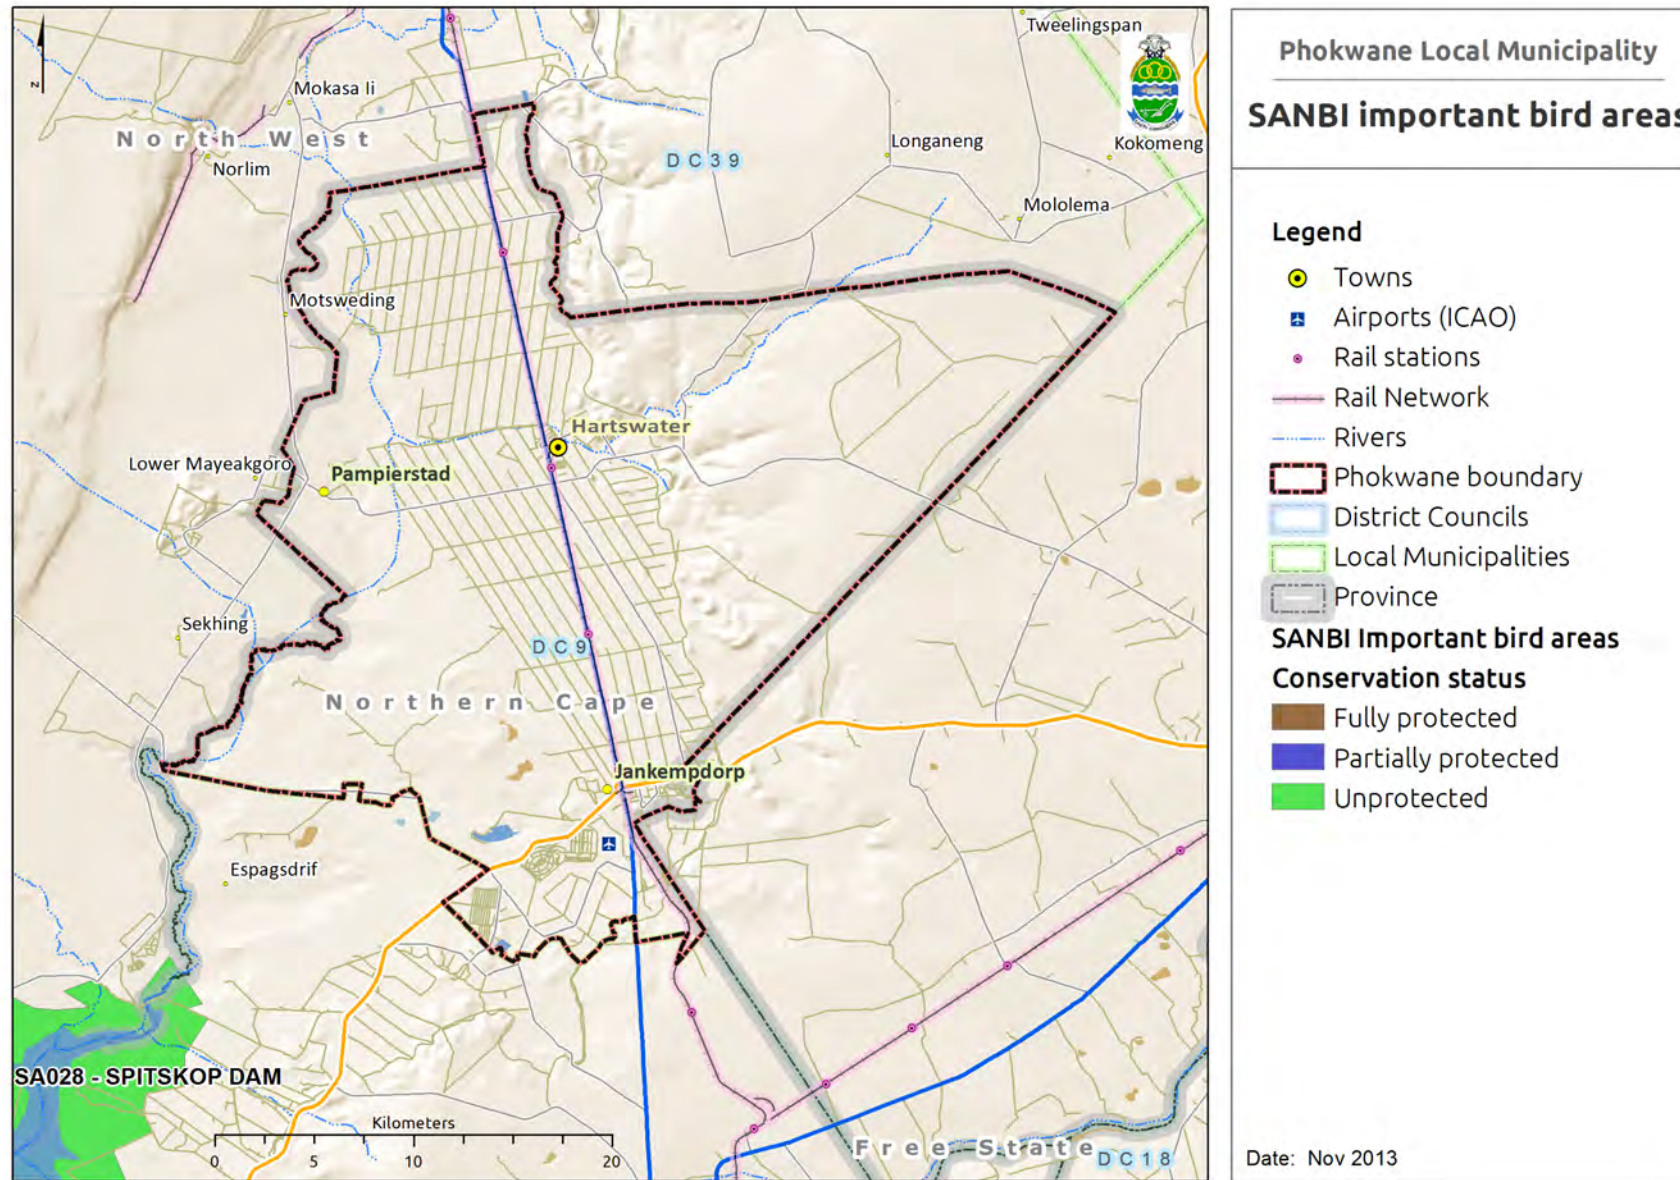 Tweelingspan
Mokasa Ii
North West
Norlim
DC39
Longaneng
Kokomeng
Mololema
Motsweding
Hartswater
Lower Mayeakgoro
Pampierstad
Sekhing
DC9
Northern Cape
Jankempdorp
Espagsdrif
SA028 - SPITSKOP DAM
Kilometers
0 5 10 20
Free State
DC18
N
Phokwane Local Municipality
SANBI important bird areas
Legend
Towns
Airports (ICAO)
Rail stations
Rail Network
Rivers
Phokwane boundary
District Councils
Local Municipalities
Province
SANBI Important bird areas
Conservation status
Fully protected
Partially protected
Unprotected
Date: Nov 2013